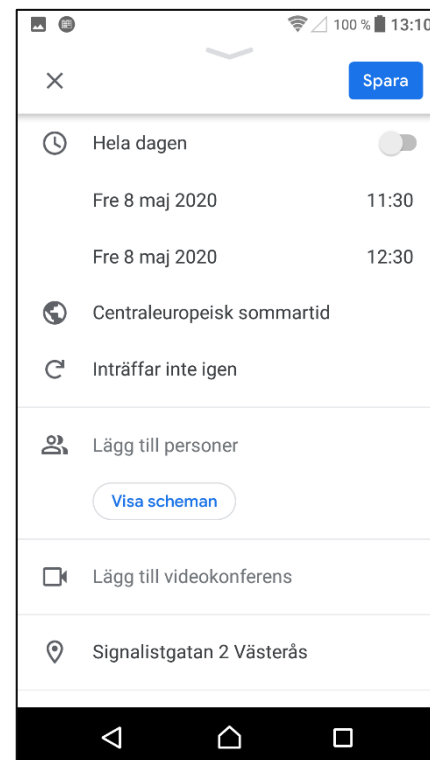 100 % 13:10
Spara
Hela dagen
Fre 8 maj 2020 11:30
Fre 8 maj 2020 12:30
Centraleuropeisk sommartid
Inträffar inte igen
Lägg till personer
Visa scheman
Lägg till videokonferens
Signalistgatan 2 Västerås